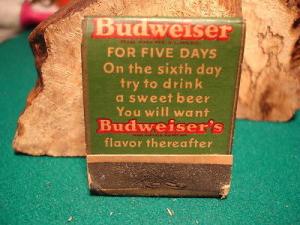 Budweiser
FOR FIVE DAYS
On the sixth day
try to drink
a sweet beer
You will want
Budweiser's
flavor thereafter